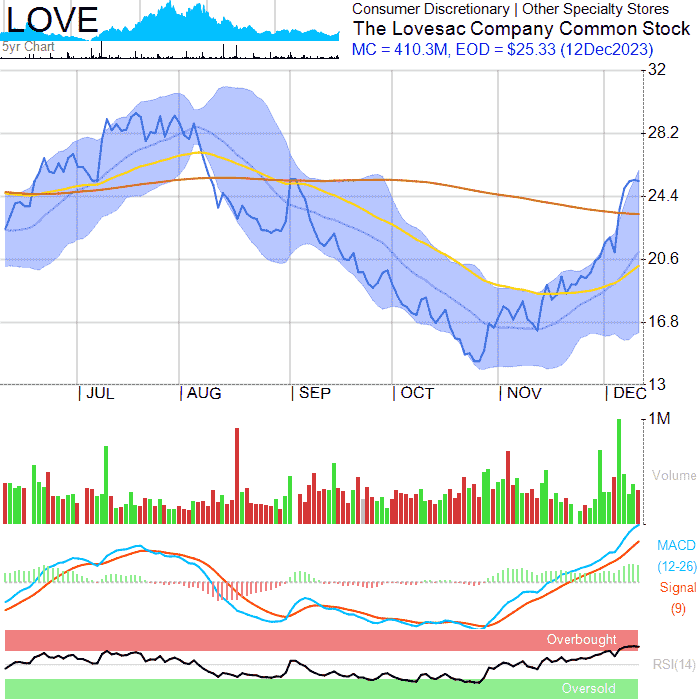 LOVE
5yr Chart
Consumer Discretionary | Other Specialty Stores
The Lovesac Company Common Stock
MC = 410.3M, EOD = $25.33 (12Dec2023)
32
28.2
24.4
20.6
16.8
13
JUL AUG SEP OCT NOV DEC
1M
Volume
MACD
(12-26)
Signal
(9)
Overbought
RSI(14)
Oversold